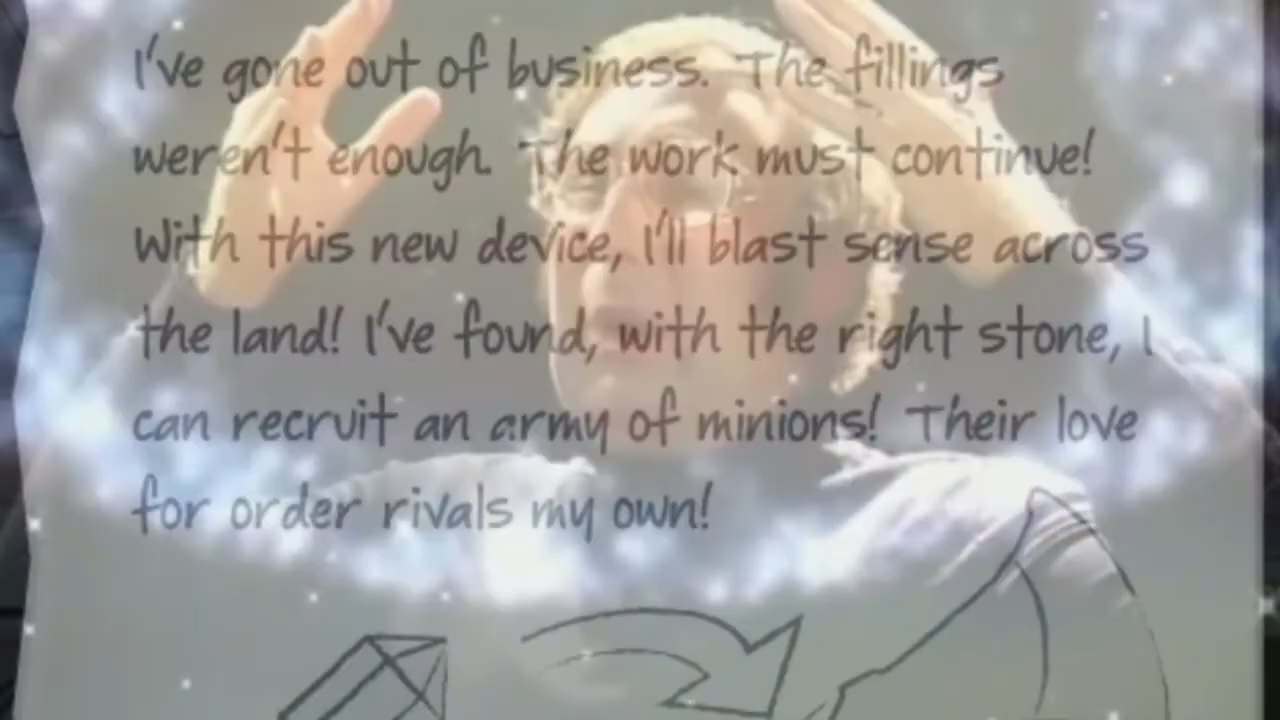 I've gone out of business. The fillings
weren't enough. The work must continue!
With this new device, I'll blast sense across
the land! I've found, with the right stone, I
can recruit an army of minions! Their love
for order rivals my own!